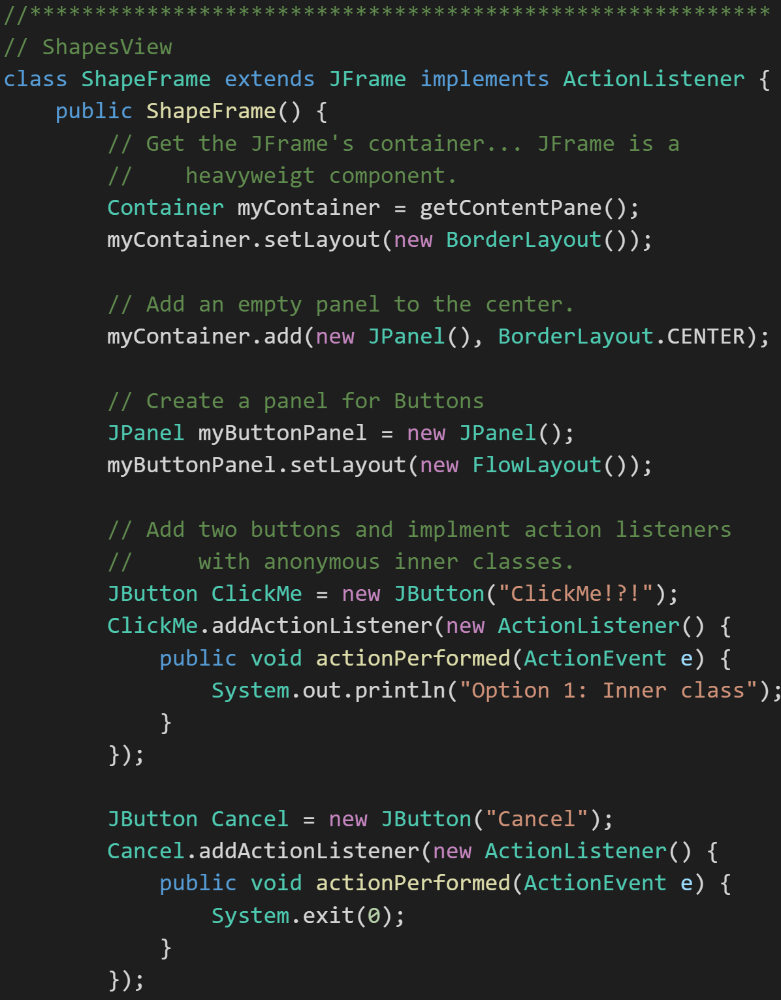 //*********************************************************
// ShapesView
class ShapeFrame extends JFrame implements ActionListener {
    public ShapeFrame() {
        // Get the JFrame's container... JFrame is a
        //    heavyweigt component.
        Container myContainer = getContentPane();
        myContainer.setLayout(new BorderLayout());

        // Add an empty panel to the center.
        myContainer.add(new JPanel(), BorderLayout.CENTER);

        // Create a panel for Buttons
        JPanel myButtonPanel = new JPanel();
        myButtonPanel.setLayout(new FlowLayout());

        // Add two buttons and implment action listeners
        //     with anonymous inner classes.
        JButton ClickMe = new JButton("ClickMe!?!");
        ClickMe.addActionListener(new ActionListener() {
            public void actionPerformed(ActionEvent e) {
                System.out.println("Option 1: Inner class");
            }
        });

        JButton Cancel = new JButton("Cancel");
        Cancel.addActionListener(new ActionListener() {
            public void actionPerformed(ActionEvent e) {
                System.exit(0);
            }
        });